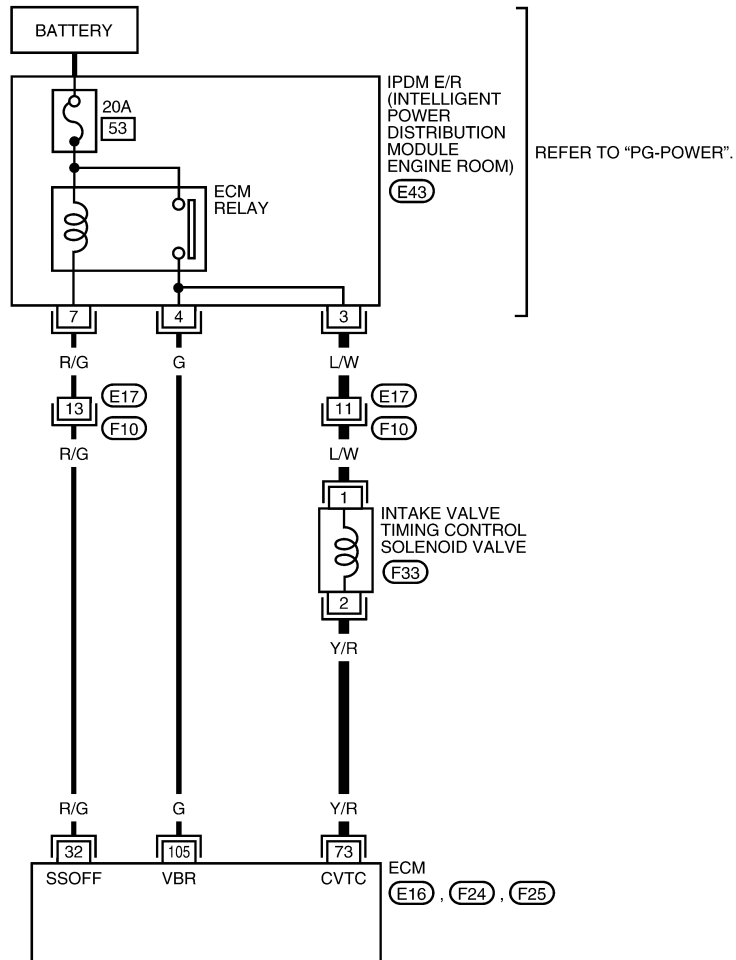 BATTERY
20A
53
ECM
RELAY
IPDM E/R
(INTELLIGENT
POWER
DISTRIBUTION
MODULE
ENGINE ROOM)
E43
REFER TO “PG-POWER”.
7
4
3
R/G
G
L/W
13
E17
F10
11
E17
F10
R/G
L/W
1
INTAKE VALVE
TIMING CONTROL
SOLENOID VALVE
F33
2
Y/R
R/G
G
Y/R
32
105
73
SSOFF
VBR
CVTC
ECM
E16 , F24 , F25